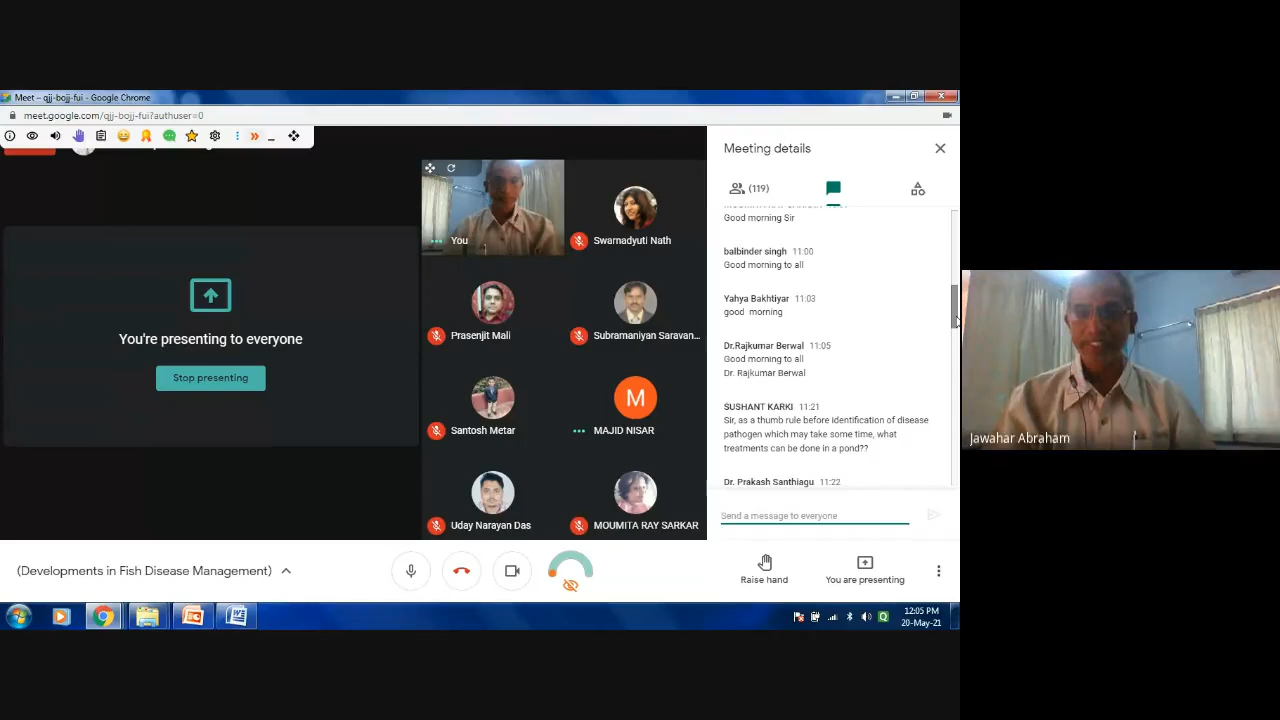 Meet – qjj-bojj-fui - Google Chrome
meet.google.com/qjj-bojj-fui?authuser=0
You're presenting to everyone
Stop presenting
You
Swarnadyuti Nath
Prasenjit Mali
Subramaniyan Saravan...
Santosh Metar
M
MAJID NISAR
Uday Narayan Das
MOUMITA RAY SARKAR
Meeting details
(119)
Good morning Sir
balbinder singh 11:00
Good morning to all
Yahya Bakhtiyar 11:03
good morning
Dr.Rajkumar Berwal 11:05
Good morning to all
Dr. Rajkumar Berwal
SUSHANT KARKI 11:21
Sir, as a thumb rule before identification of disease
pathogen which may take some time, what
treatments can be done in a pond??
Dr. Prakash Santhiagu 11:22
Send a message to everyone
(Developments in Fish Disease Management)
Raise hand
You are presenting
12:05 PM
20-May-21
Jawahar Abraham